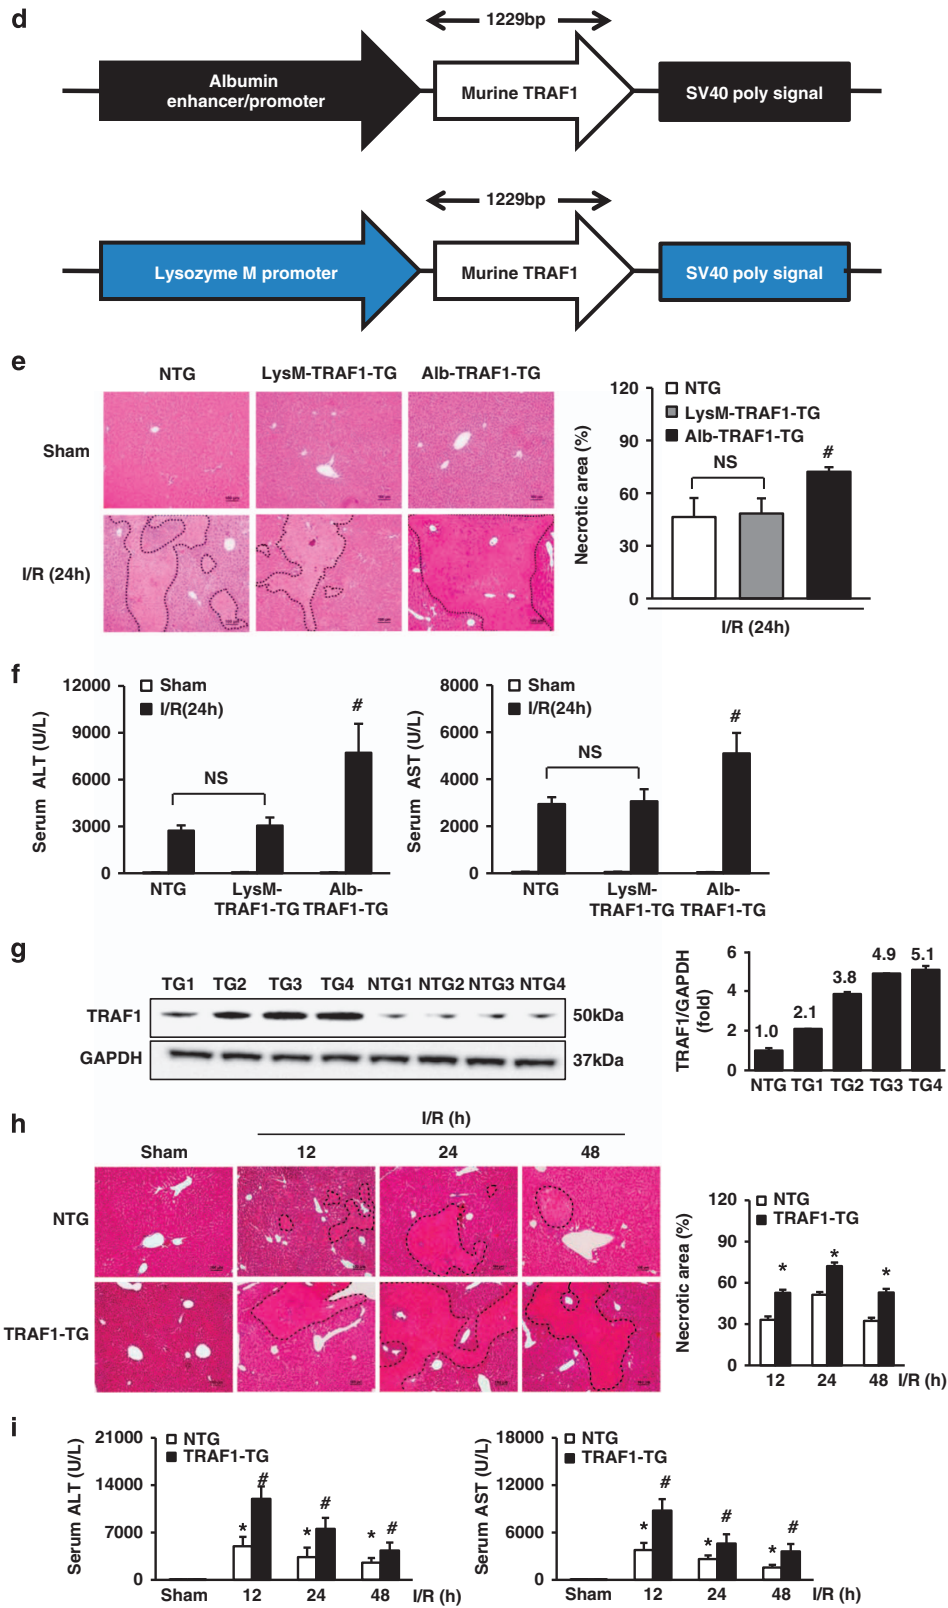 d
1229bp
Albumin
enhancer/promoter
Murine TRAF1
SV40 poly signal
1229bp
Lysozyme M promoter
Murine TRAF1
SV40 poly signal
e
NTG LysM-TRAF1-TG Alb-TRAF1-TG
Sham
I/R (24h)
Necrotic area (%)
120
90
60
30
0
NTG
LysM-TRAF1-TG
Alb-TRAF1-TG
NS
#
I/R (24h)
f
Serum ALT (U/L)
12000
9000
6000
3000
0
Sham
I/R(24h)
NS
#
NTG LysM- Alb-
TRAF1-TG TRAF1-TG
Serum AST (U/L)
8000
6000
4000
2000
0
Sham
I/R(24h)
NS
#
NTG LysM- Alb-
TRAF1-TG TRAF1-TG
g
TG1 TG2 TG3 TG4 NTG1 NTG2 NTG3 NTG4
TRAF1 50kDa
GAPDH 37kDa
TRAF1/GAPDH
(fold)
6
4
2
0
1.0 2.1 3.8 4.9 5.1
NTG TG1 TG2 TG3 TG4
h
I/R (h)
Sham 12 24 48
NTG
TRAF1-TG
Necrotic area (%)
120
90
60
30
0
NTG
TRAF1-TG
* * *
12 24 48 I/R (h)
i
Serum ALT (U/L)
21000
14000
7000
0
NTG
TRAF1-TG
* # * # * #
Sham 12 24 48 I/R (h)
Serum AST (U/L)
18000
12000
6000
0
NTG
TRAF1-TG
* # * # * #
Sham 12 24 48 I/R (h)